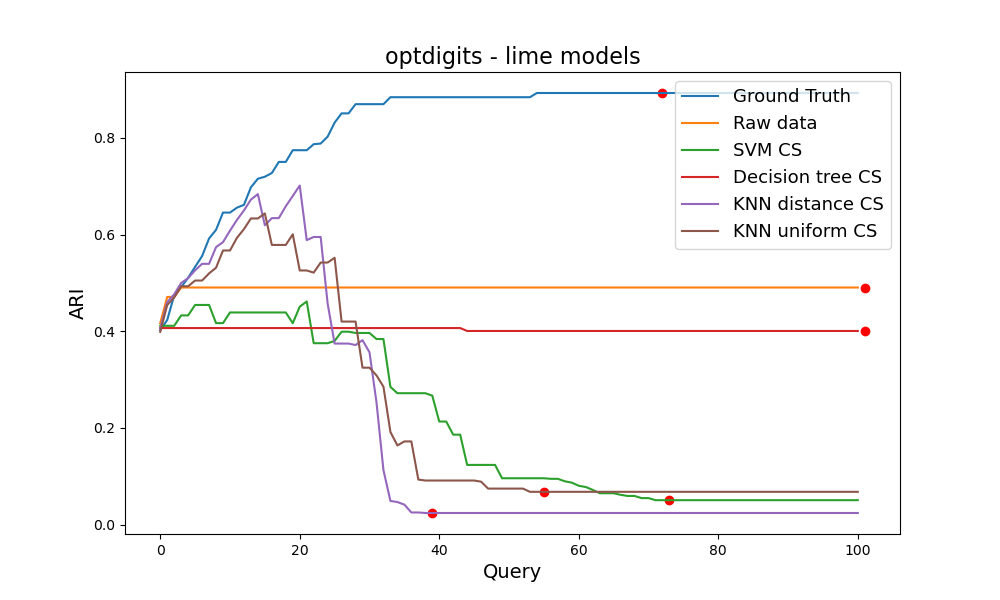 optdigits - lime models
Ground Truth
Raw data
SVM CS
Decision tree CS
KNN distance CS
KNN uniform CS
ARI
0.8
0.6
0.4
0.2
0.0
0 20 40 60 80 100
Query